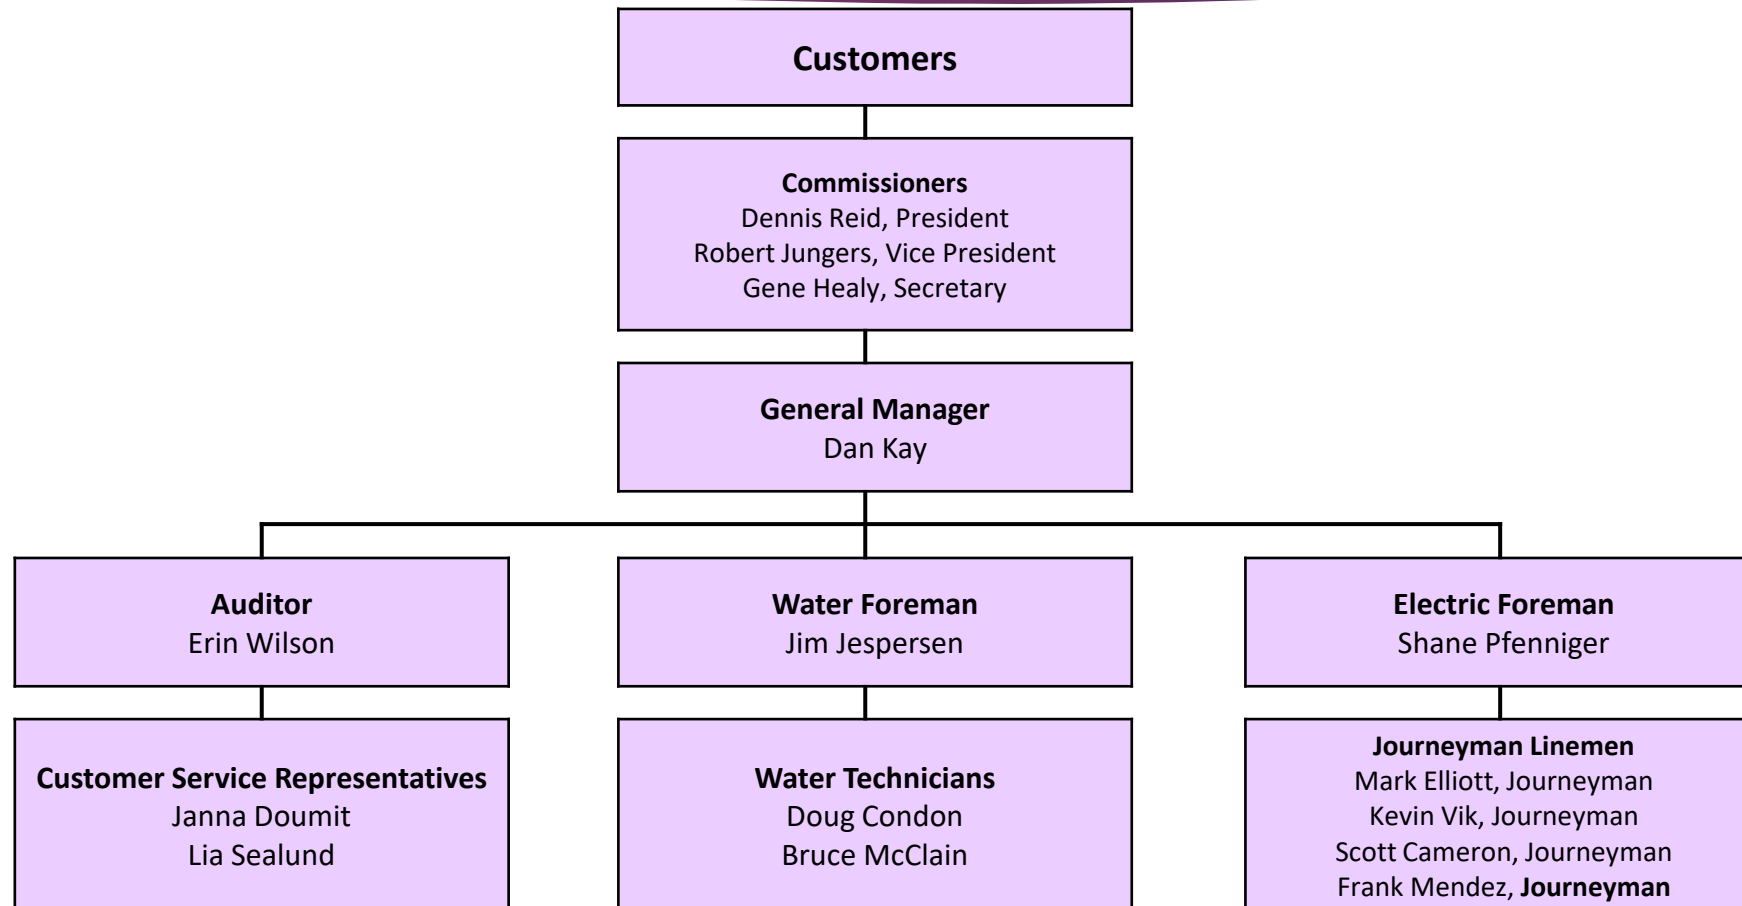 Customers
Commissioners
Dennis Reid, President
Robert Jungers, Vice President
Gene Healy, Secretary
General Manager
Dan Kay
Auditor
Erin Wilson
Water Foreman
Jim Jespersen
Electric Foreman
Shane Pfenniger
Customer Service Representatives
Janna Doumit
Lia Sealund
Water Technicians
Doug Condon
Bruce McClain
Journeyman Linemen
Mark Elliott, Journeyman
Kevin Vik, Journeyman
Scott Cameron, Journeyman
Frank Mendez, Journeyman